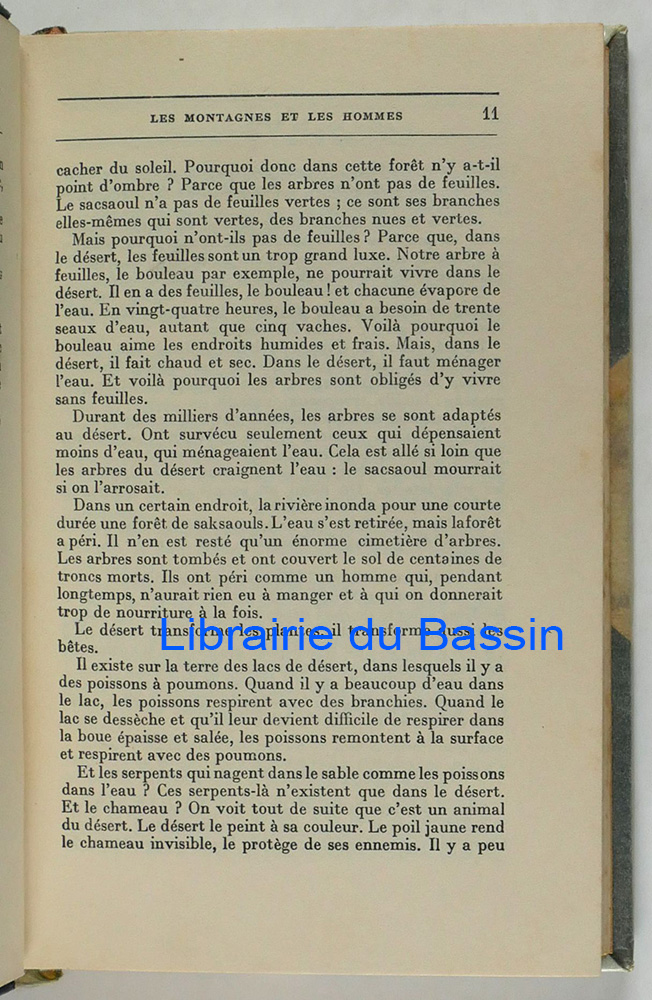 LES MONTAGNES ET LES HOMMES 11
cacher du soleil. Pourquoi donc dans cette forêt n'y a-t-il
point d'ombre ? Parce que les arbres n'ont pas de feuilles.
Le sacsaoul n'a pas de feuilles vertes ; ce sont ses branches
elles-mêmes qui sont vertes, des branches nues et vertes.
Mais pourquoi n'ont-ils pas de feuilles ? Parce que, dans
le désert, les feuilles sont un trop grand luxe. Notre arbre à
feuilles, le bouleau par exemple, ne pourrait vivre dans le
désert. Il en a des feuilles, le bouleau ! et chacune évapore de
l'eau. En vingt-quatre heures, le bouleau a besoin de trente
seaux d'eau, autant que cinq vaches. Voilà pourquoi le
bouleau aime les endroits humides et frais. Mais, dans le
désert, il fait chaud et sec. Dans le désert, il faut ménager
l'eau. Et voilà pourquoi les arbres sont obligés d'y vivre
sans feuilles.
Durant des milliers d'années, les arbres se sont adaptés
au désert. Ont survécu seulement ceux qui dépensaient
moins d'eau, qui ménageaient l'eau. Cela est allé si loin que
les arbres du désert craignent l'eau : le sacsaoul mourrait
si on l'arrosait.
Dans un certain endroit, la rivière inonda pour une courte
durée une forêt de saksaouls. L'eau s'est retirée, mais la forêt
a péri. Il n'en est resté qu'un énorme cimetière d'arbres.
Les arbres sont tombés et ont couvert le sol de centaines de
troncs morts. Ils ont péri comme un homme qui, pendant
longtemps, n'aurait rien eu à manger et à qui on donnerait
trop de nourriture à la fois.
Le désert transforme les plantes, il transforme aussi les
bêtes.
Librairie du Bassin
Il existe sur la terre des lacs de désert, dans lesquels il y a
des poissons à poumons. Quand il y a beaucoup d'eau dans
le lac, les poissons respirent avec des branchies. Quand le
lac se dessèche et qu'il leur devient difficile de respirer dans
la boue épaisse et salée, les poissons remontent à la surface
et respirent avec des poumons.
Et les serpents qui nagent dans le sable comme les poissons
dans l'eau ? Ces serpents-là n'existent que dans le désert.
Et le chameau ? On voit tout de suite que c'est un animal
du désert. Le désert le peint à sa couleur. Le poil jaune rend
le chameau invisible, le protège de ses ennemis. Il y a peu